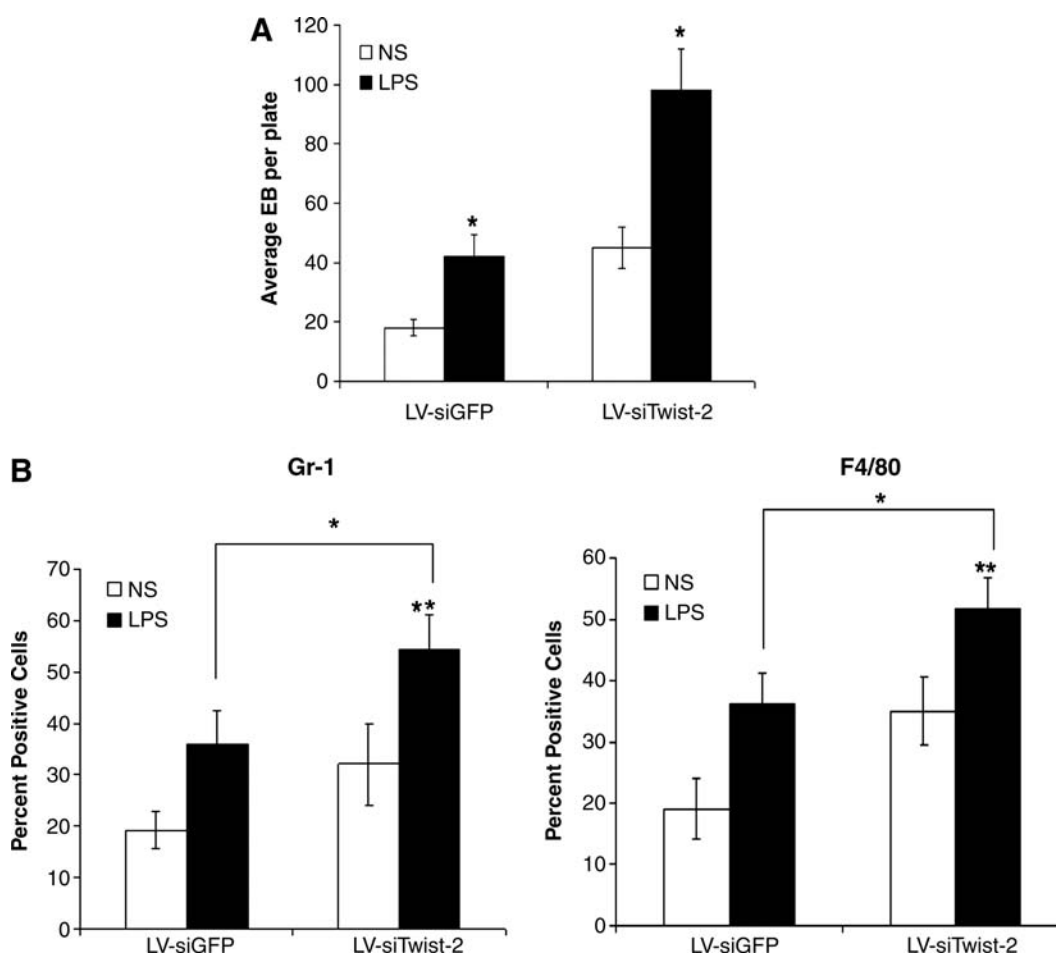 A
120
100
80
60
40
20
0
Average EB per plate
NS
LPS
*
*
LV-siGFP
LV-siTwist-2
B
Gr-1
70
60
50
40
30
20
10
0
Percent Positive Cells
NS
LPS
*
**
LV-siGFP
LV-siTwist-2
F4/80
60
50
40
30
20
10
0
Percent Positive Cells
NS
LPS
*
**
LV-siGFP
LV-siTwist-2